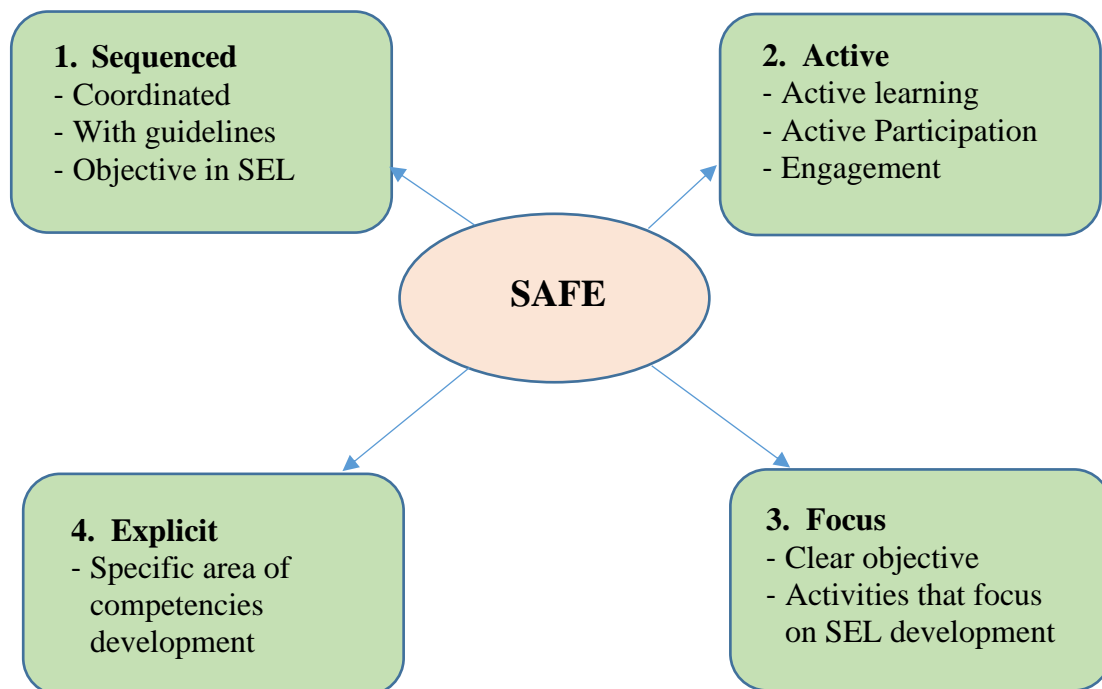 1. Sequenced
- Coordinated
- With guidelines
- Objective in SEL
2. Active
- Active learning
- Active Participation
- Engagement
SAFE
4. Explicit
- Specific area of
competencies
development
3. Focus
- Clear objective
- Activities that focus
on SEL development